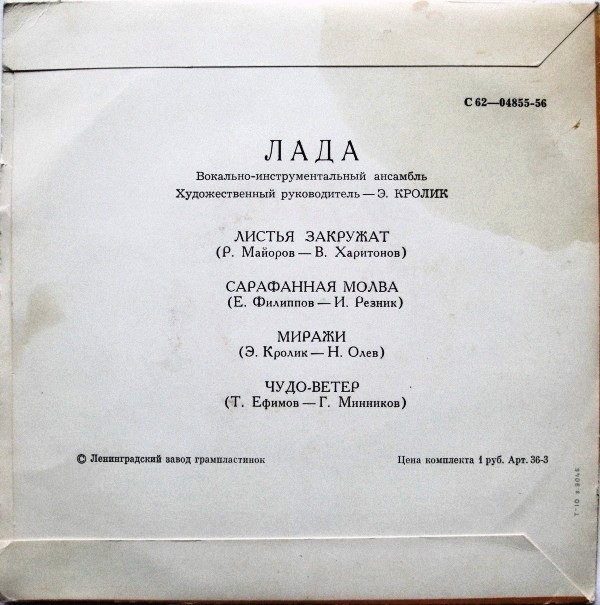 С 62—04855-56
ЛАДА
Вокально-инструментальный ансамбль
Художественный руководитель — Э. КРОЛИК
ЛИСТЬЯ ЗАКРУЖАТ
(Р. Майоров — В. Харитонов)
САРАФАННАЯ МОЛВА
(Е. Филиппов — И. Резник)
МИРАЖИ
(Э. Кролик — Н. Олев)
ЧУДО-ВЕТЕР
(Т. Ефимов — Г. Минников)
© Ленинградский завод грампластинок
Цена комплекта 1 руб. Арт. 36-3